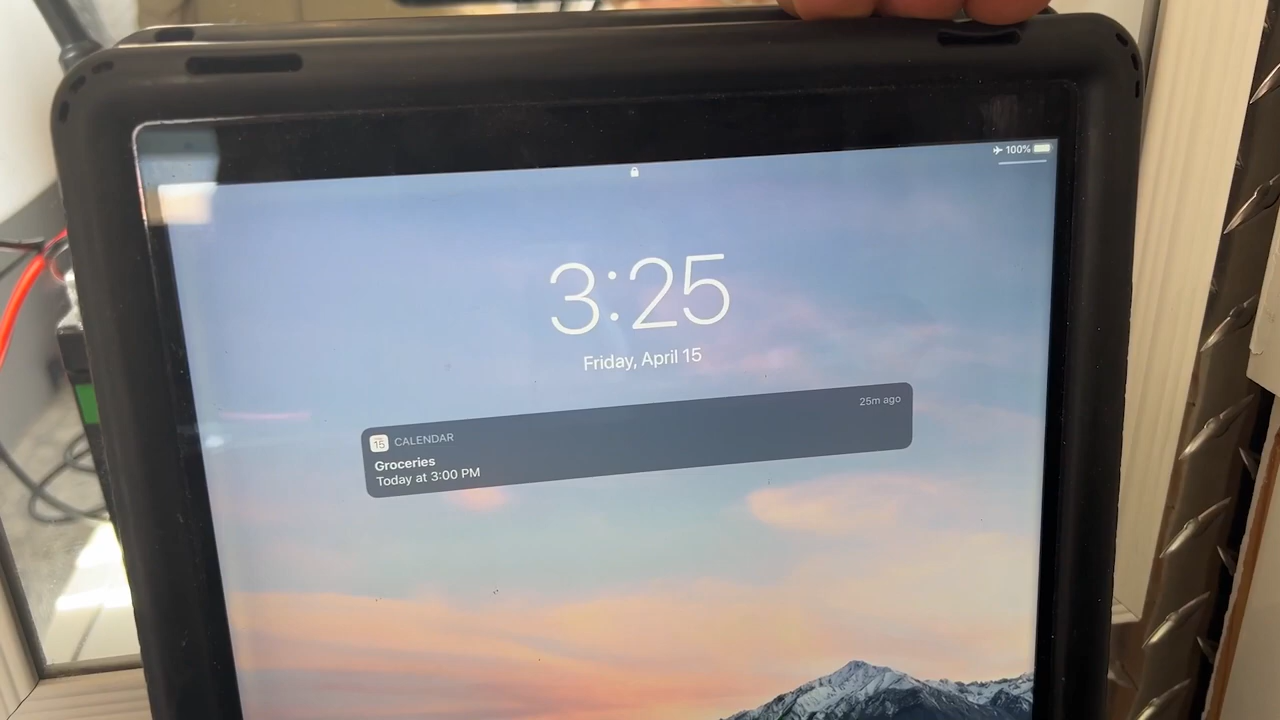 100%
3:25
Friday, April 15
15 CALENDAR 25m ago
Groceries
Today at 3:00 PM